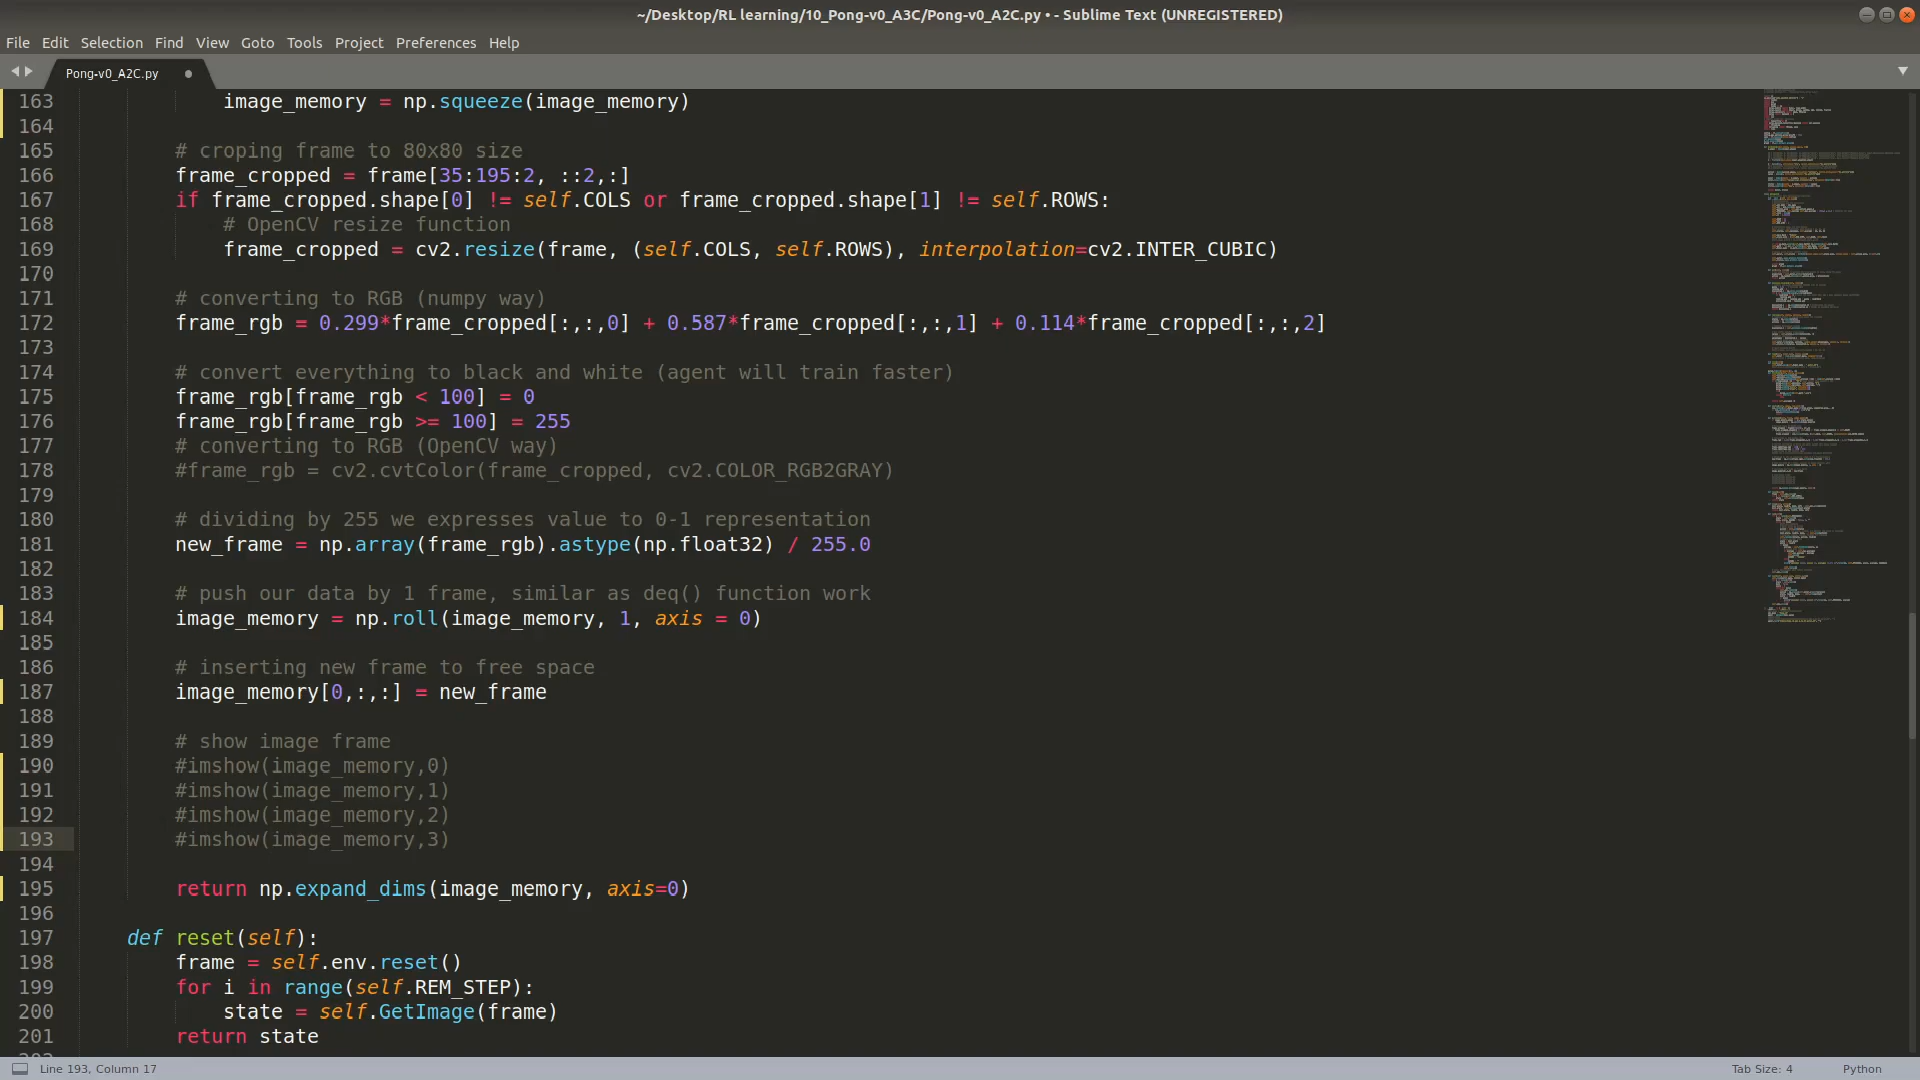 ~/Desktop/RL learning/10_Pong-v0_A3C/Pong-v0_A2C.py • - Sublime Text (UNREGISTERED)
File Edit Selection Find View Goto Tools Project Preferences Help
Pong-v0_A2C.py
163 image_memory = np.squeeze(image_memory)
164
165 # croping frame to 80x80 size
166 frame_cropped = frame[35:195:2, ::2,:]
167 if frame_cropped.shape[0] != self.COLS or frame_cropped.shape[1] != self.ROWS:
168 # OpenCV resize function
169 frame_cropped = cv2.resize(frame, (self.COLS, self.ROWS), interpolation=cv2.INTER_CUBIC)
170
171 # converting to RGB (numpy way)
172 frame_rgb = 0.299*frame_cropped[:,:,0] + 0.587*frame_cropped[:,:,1] + 0.114*frame_cropped[:,:,2]
173
174 # convert everything to black and white (agent will train faster)
175 frame_rgb[frame_rgb < 100] = 0
176 frame_rgb[frame_rgb >= 100] = 255
177 # converting to RGB (OpenCV way)
178 #frame_rgb = cv2.cvtColor(frame_cropped, cv2.COLOR_RGB2GRAY)
179
180 # dividing by 255 we expresses value to 0-1 representation
181 new_frame = np.array(frame_rgb).astype(np.float32) / 255.0
182
183 # push our data by 1 frame, similar as deq() function work
184 image_memory = np.roll(image_memory, 1, axis = 0)
185
186 # inserting new frame to free space
187 image_memory[0,:,:] = new_frame
188
189 # show image frame
190 #imshow(image_memory,0)
191 #imshow(image_memory,1)
192 #imshow(image_memory,2)
193 #imshow(image_memory,3)
194
195 return np.expand_dims(image_memory, axis=0)
196
197 def reset(self):
198 frame = self.env.reset()
199 for i in range(self.REM_STEP):
200 state = self.GetImage(frame)
201 return state
Line 193, Column 17 Tab Size: 4 Python